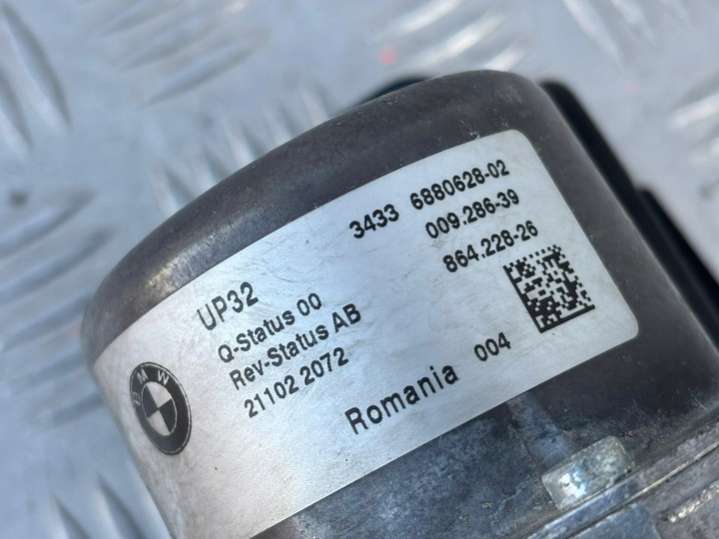 3433 6880628-02
009.286-39
864.228-26
UP32
Q-Status 00
Rev-Status AB
21102 2072
Romania 004
BMW